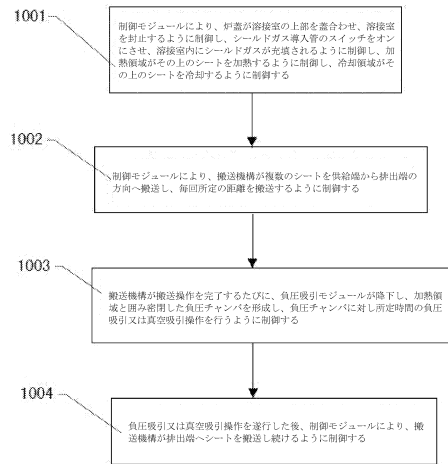 1001
制御モジュールにより、炉蓋が溶接室の上部を蓋合わせ、溶接室
を封止するように制御し、シールドガス導入管のスイッチをオン
にさせ、溶接室内にシールドガスが充填されるように制御し、加
熱領域がその上のシートを加熱するように制御し、冷却領域がそ
の上のシートを冷却するように制御する
1002
制御モジュールにより、搬送機構が複数のシートを供給端から排出端の
方向へ搬送し、毎回所定の距離を搬送するように制御する
1003
搬送機構が搬送操作を完了するたびに、負圧吸引モジュールが降下し、加熱領
域と囲み密閉した負圧チャンバを形成し、負圧チャンバに対し所定時間の負圧
吸引又は真空吸引操作を行うように制御する
1004
負圧吸引又は真空吸引操作を遂行した後、制御モジュールにより、搬
送機構が排出端へシートを搬送し続けるように制御する